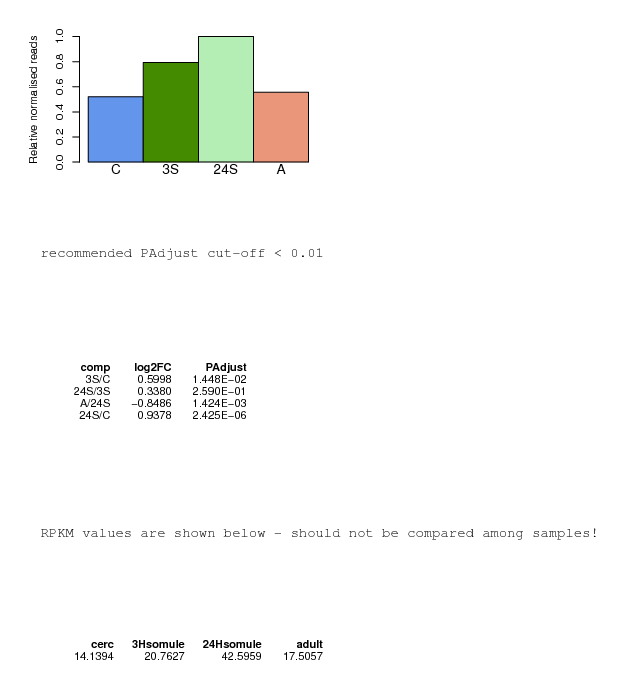 Relative normalised reads
1.0
0.8
0.6
0.4
0.2
0.0
C 3S 24S A
recommended PAdjust cut-off < 0.01
comp log2FC PAdjust
3S/C 0.5998 1.448E−02
24S/3S 0.3380 2.590E−01
A/24S −0.8486 1.424E−03
24S/C 0.9378 2.425E−06
RPKM values are shown below - should not be compared among samples!
cerc 3Hsomule 24Hsomule adult
14.1394 20.7627 42.5959 17.5057